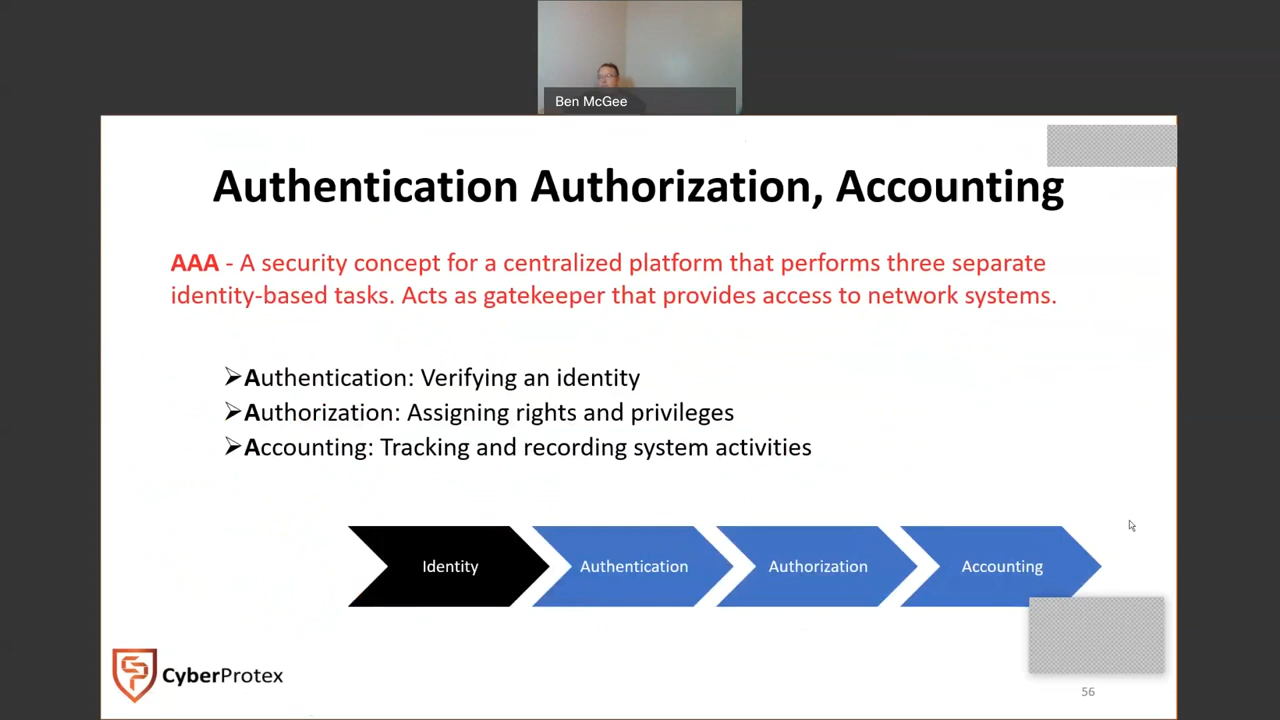 Ben McGee
Authentication Authorization, Accounting
AAA - A security concept for a centralized platform that performs three separate
identity-based tasks. Acts as gatekeeper that provides access to network systems.
Authentication: Verifying an identity
Authorization: Assigning rights and privileges
Accounting: Tracking and recording system activities
Identity
Authentication
Authorization
Accounting
CyberProtex
56